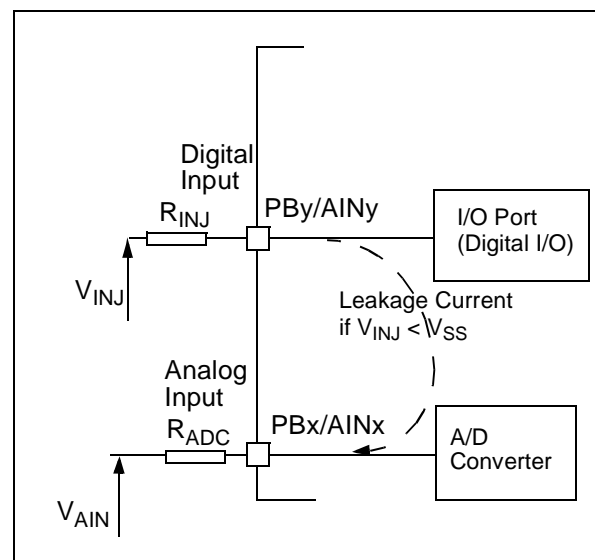 Digital
Input
R_INJ
PBy/AINy
I/O Port
(Digital I/O)
V_INJ
Leakage Current
if V_INJ < V_SS
Analog
Input
R_ADC
PBx/AINx
A/D
Converter
V_AIN